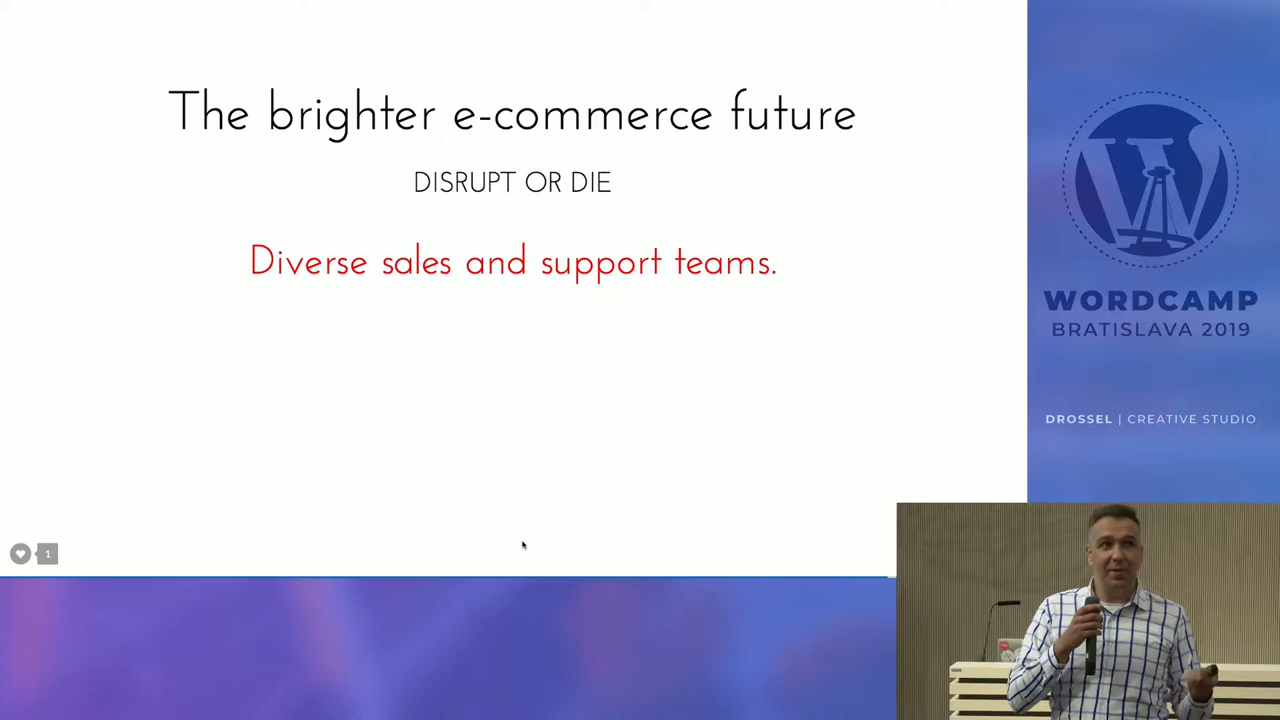 The brighter e-commerce future
DISRUPT OR DIE
Diverse sales and support teams.
1
WORDCAMP
BRATISLAVA 2019
DROSSEL | CREATIVE STUDIO